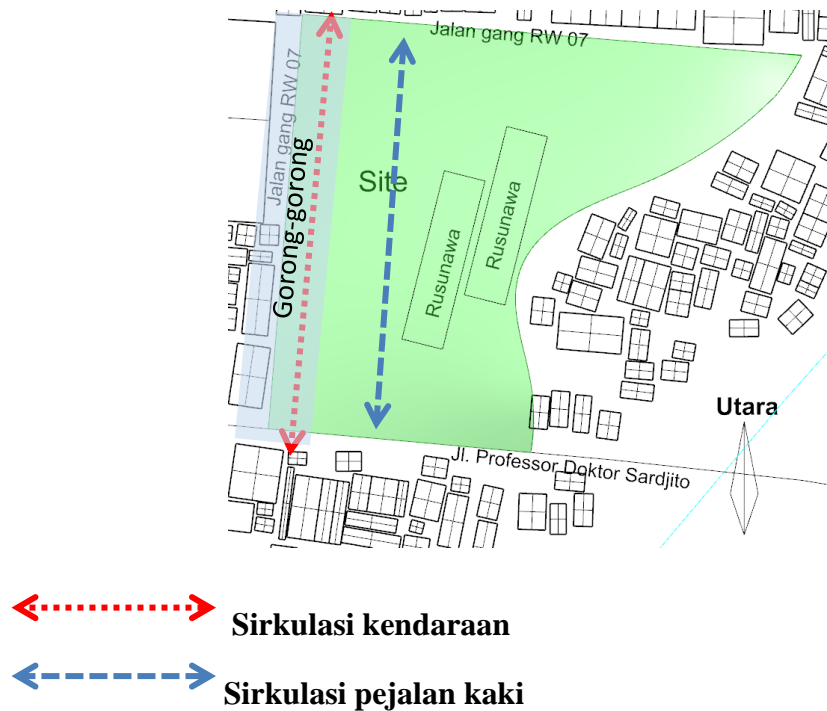 Jalan gang RW 07
Jalan gang RW 07
Gorong-gorong
Site
Rusunawa
Rusunawa
Utara
Jl. Professor Doktor Sardjito
Sirkulasi kendaraan
Sirkulasi pejalan kaki